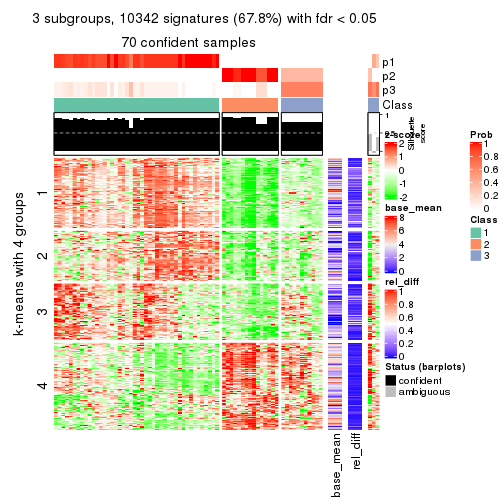 3 subgroups, 10342 signatures (67.8%) with fdr < 0.05
70 confident samples
p1
p2
p3
Class
1
Silhouette
score
k-means with 4 groups
1
2
3
4
base_mean
rel_diff
z-score
2
1
0
-1
-2
base_mean
8
6
4
2
0
rel_diff
1
0.8
0.6
0.4
0.2
0
Status (barplots)
confident
ambiguous
Prob
1
0.8
0.6
0.4
0.2
0
Class
1
2
3